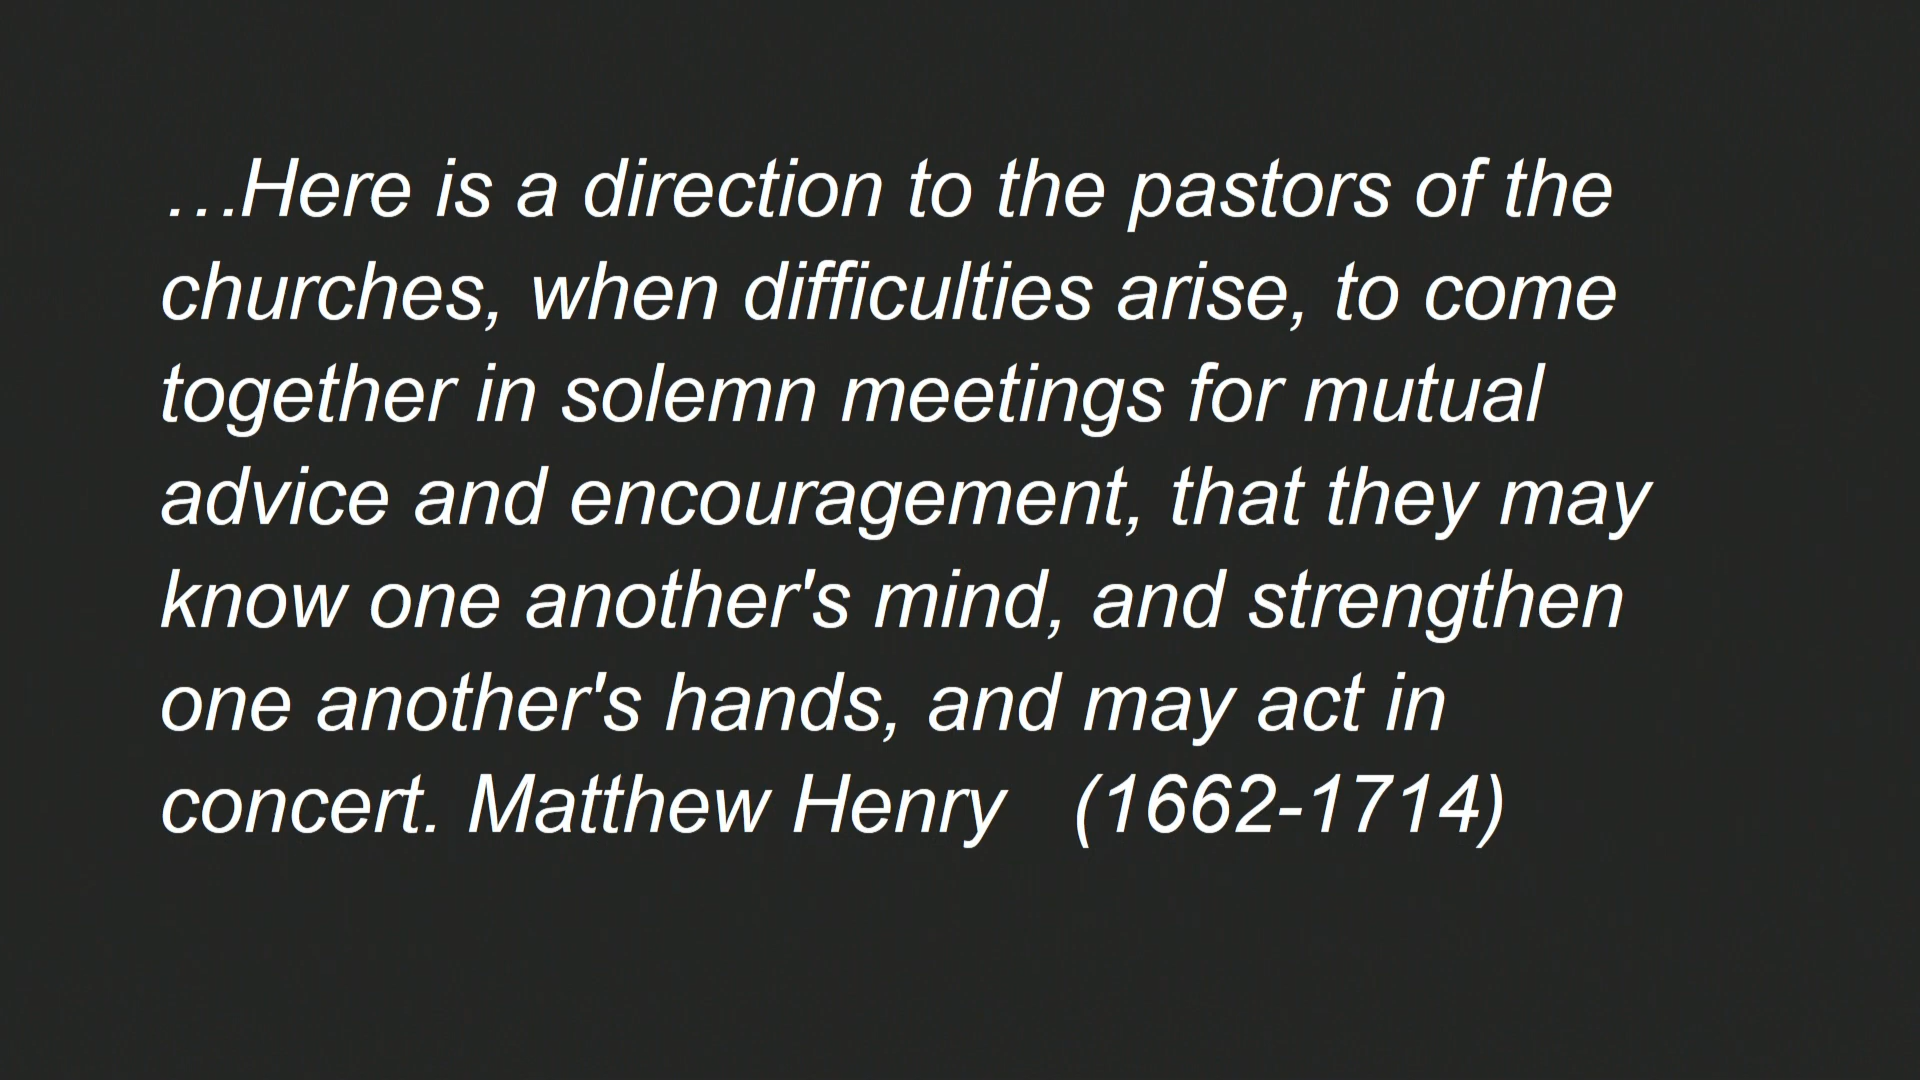 …Here is a direction to the pastors of the
churches, when difficulties arise, to come
together in solemn meetings for mutual
advice and encouragement, that they may
know one another's mind, and strengthen
one another's hands, and may act in
concert. Matthew Henry   (1662-1714)